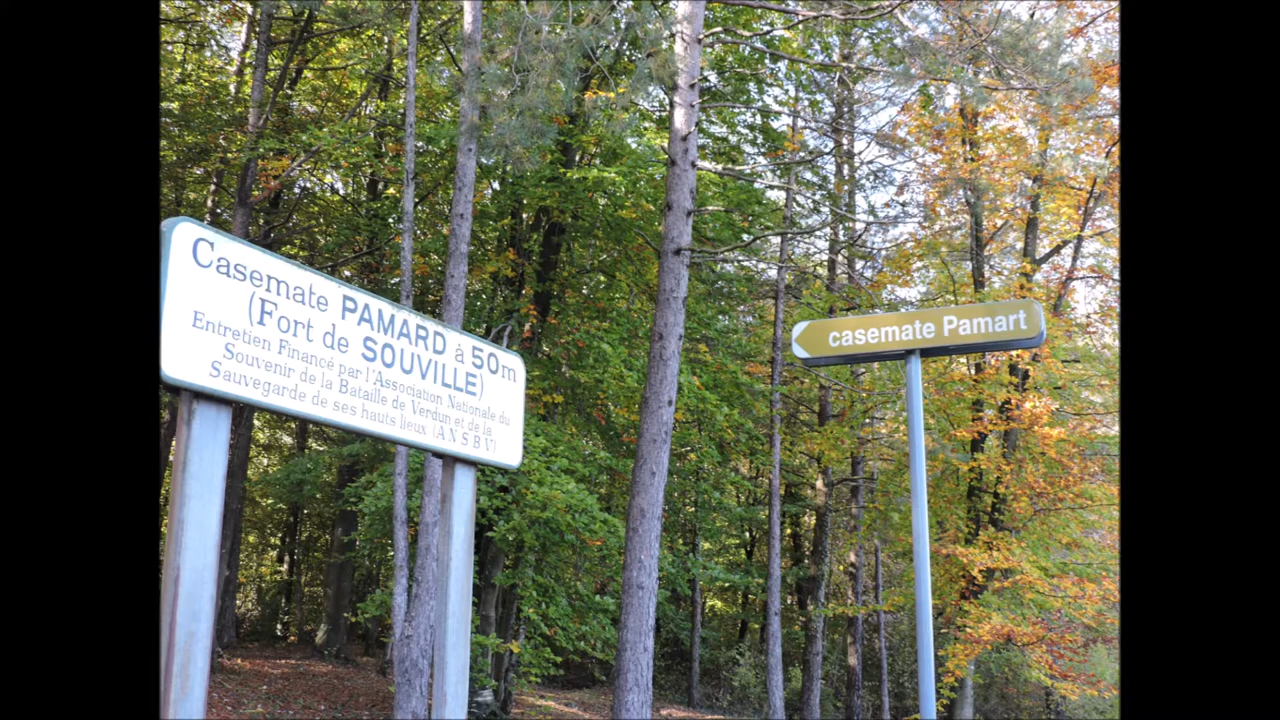 Casemate PAMARD à 50m
(Fort de SOUVILLE)
Entretien Financé par l'Association Nationale du
Souvenir de la Bataille de Verdun et de la
Sauvegarde de ses hauts lieux (A N S B V)
casemate Pamart